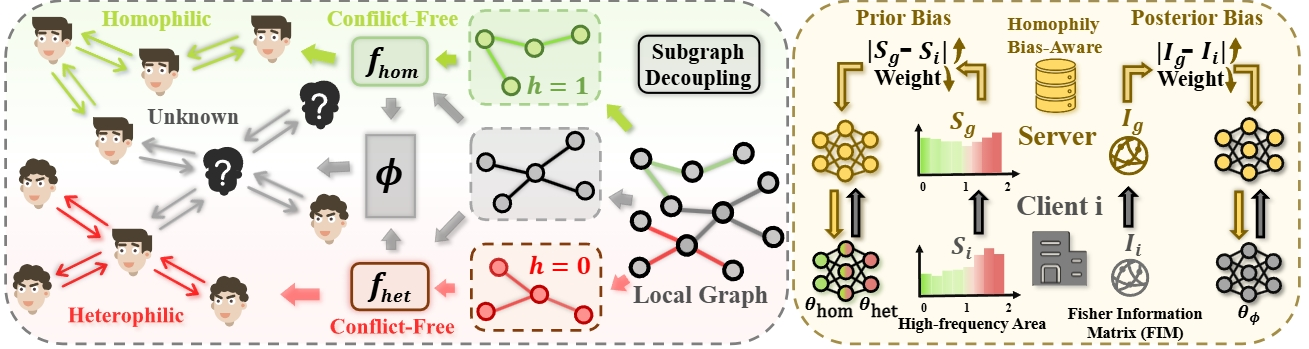 Homophilic
Conflict-Free
f_hom
h = 1
Subgraph
Decoupling
?
Unknown
?
ϕ
f_het
h = 0
Heterophilic
Conflict-Free
Local Graph
Prior Bias
|S_g - S_i|
Weight
Homophily
Bias-Aware
Server
Posterior Bias
|I_g - I_i|
Weight
S_g
0 1 2
I_g
Client i
S_i
0 1 2
I_i
θ_hom θ_het
High-frequency Area
Fisher Information
Matrix (FIM)
θ_ϕ